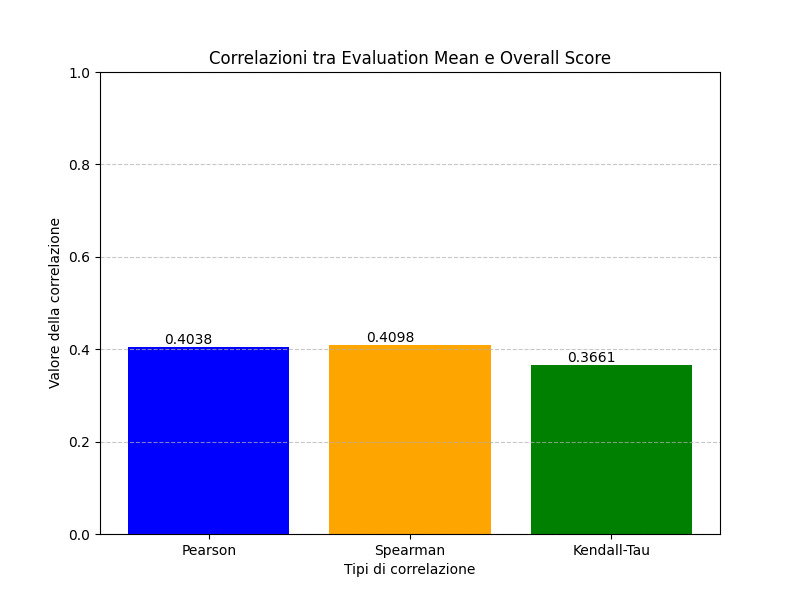 Correlazioni tra Evaluation Mean e Overall Score
1.0
0.8
0.6
0.4
0.2
0.0
Valore della correlazione
0.4038
0.4098
0.3661
Pearson
Spearman
Kendall-Tau
Tipi di correlazione